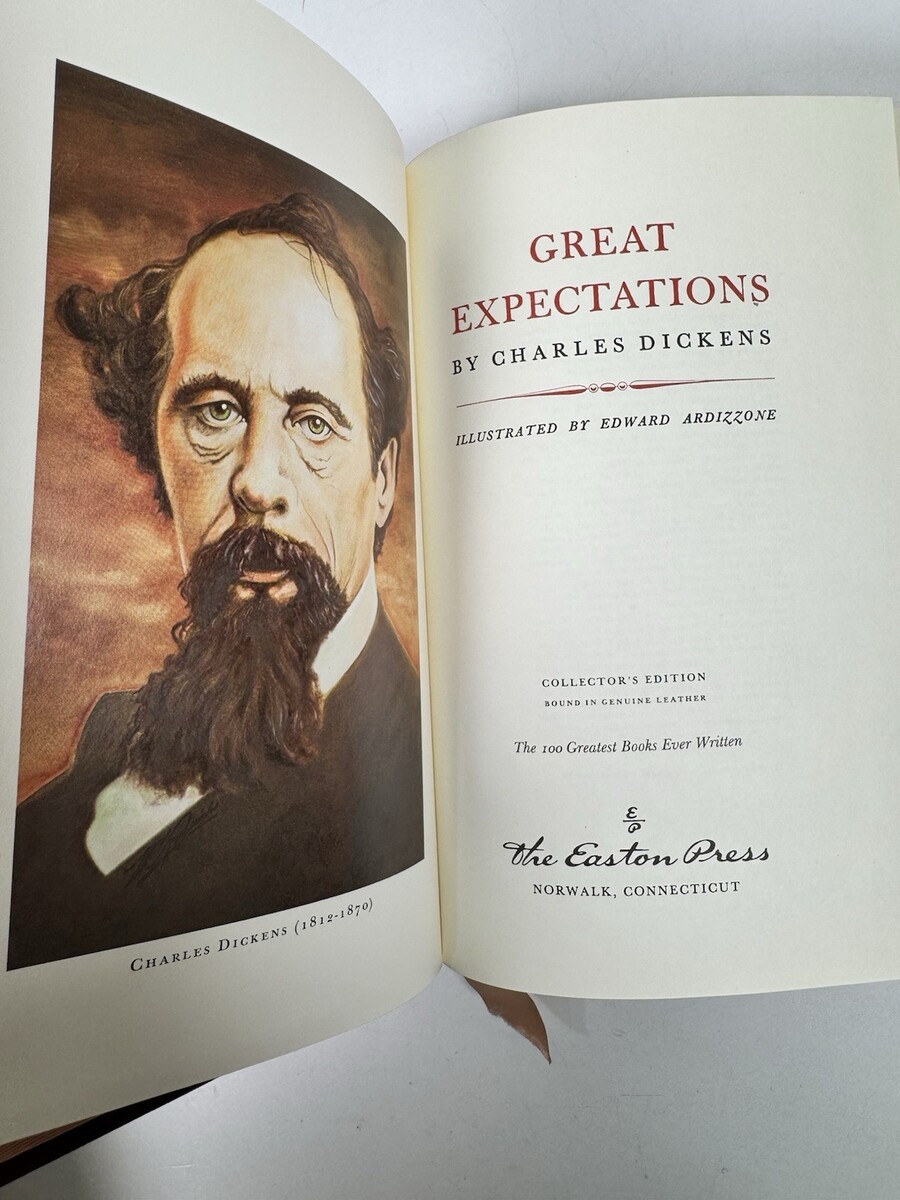 CHARLES DICKENS (1812-1870)
GREAT
EXPECTATIONS
BY CHARLES DICKENS
ILLUSTRATED BY EDWARD ARDIZZONE
COLLECTOR'S EDITION
BOUND IN GENUINE LEATHER
The 100 Greatest Books Ever Written
E
P
The Easton Press
NORWALK, CONNECTICUT